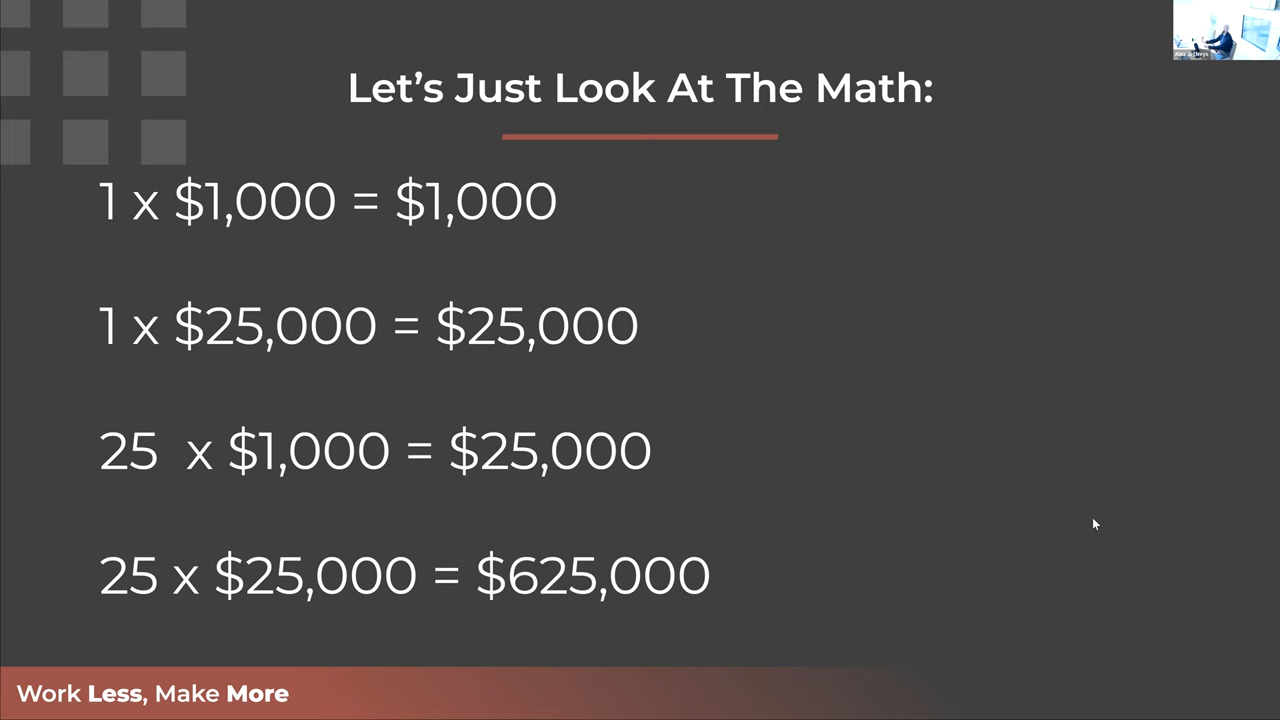 Let's Just Look At The Math:
1 x $1,000 = $1,000
1 x $25,000 = $25,000
25 x $1,000 = $25,000
25 x $25,000 = $625,000
Work Less, Make More